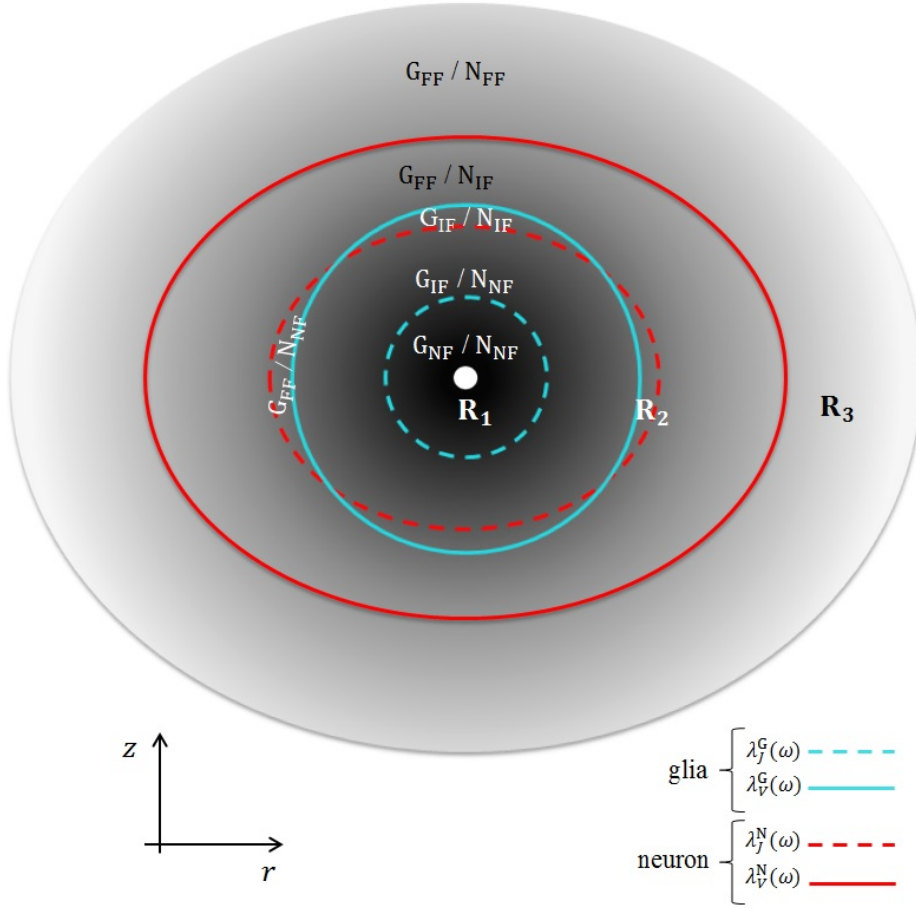 G_FF / N_FF
G_FF / N_IF
G_IF / N_IF
G_IF / N_NF
G_FF / N_NF
G_NF / N_NF
R_1
R_2
R_3
z
r
glia
λ_J^G(ω)
λ_V^G(ω)
neuron
λ_J^N(ω)
λ_V^N(ω)